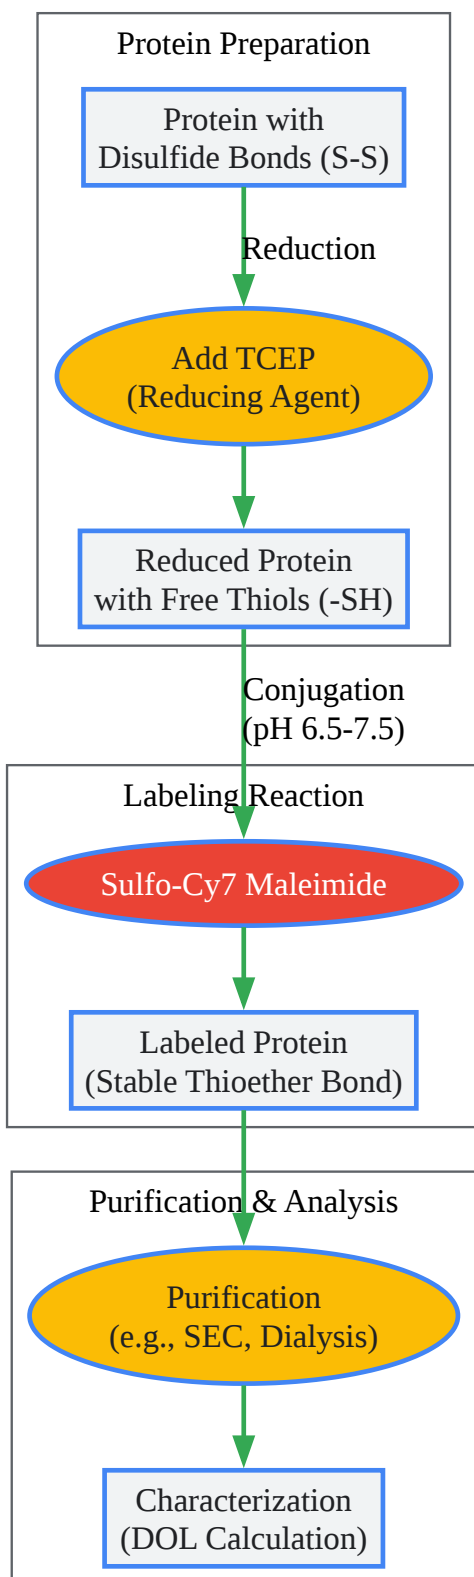 Protein Preparation
Protein with
Disulfide Bonds (S-S)
Reduction
Add TCEP
(Reducing Agent)
Reduced Protein
with Free Thiols (-SH)
Conjugation
(pH 6.5-7.5)
Labeling Reaction
Sulfo-Cy7 Maleimide
Labeled Protein
(Stable Thioether Bond)
Purification & Analysis
Purification
(e.g., SEC, Dialysis)
Characterization
(DOL Calculation)